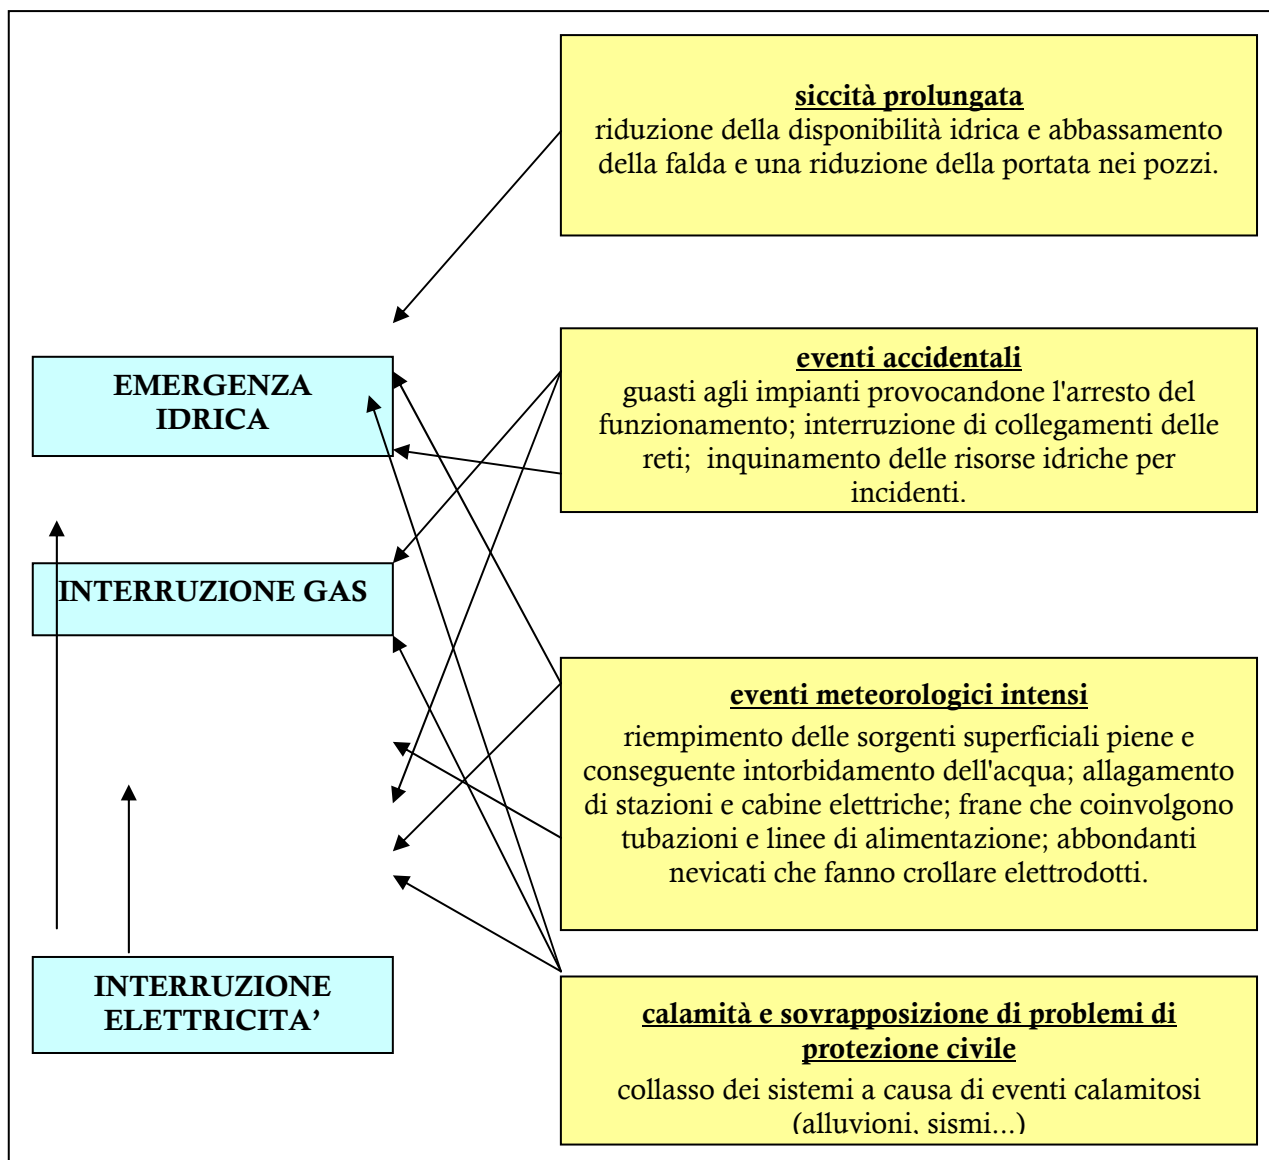 siccità prolungata
riduzione della disponibilità idrica e abbassamento
della falda e una riduzione della portata nei pozzi.
EMERGENZA
IDRICA
eventi accidentali
guasti agli impianti provocandone l'arresto del
funzionamento; interruzione di collegamenti delle
reti;  inquinamento delle risorse idriche per
incidenti.
INTERRUZIONE GAS
eventi meteorologici intensi
riempimento delle sorgenti superficiali piene e
conseguente intorbidamento dell'acqua; allagamento
di stazioni e cabine elettriche; frane che coinvolgono
tubazioni e linee di alimentazione; abbondanti
nevicati che fanno crollare elettrodotti.
INTERRUZIONE
ELETTRICITA’
calamità e sovrapposizione di problemi di
protezione civile
collasso dei sistemi a causa di eventi calamitosi
(alluvioni, sismi...)